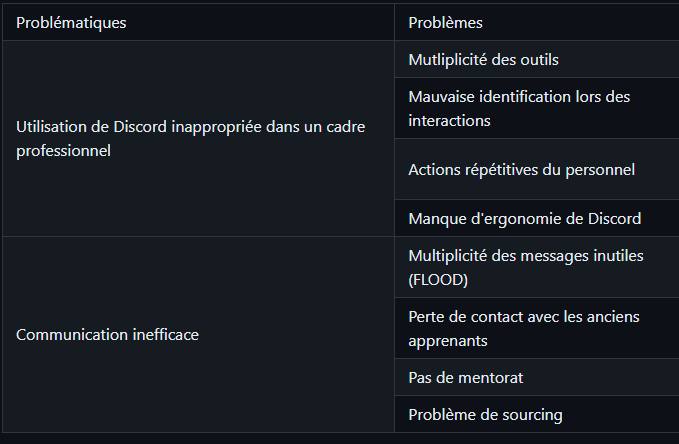 Problématiques
Problèmes
Utilisation de Discord inappropriée dans un cadre
professionnel
Mutliplicité des outils
Mauvaise identification lors des
interactions
Actions répétitives du personnel
Manque d'ergonomie de Discord
Communication inefficace
Multiplicité des messages inutiles
(FLOOD)
Perte de contact avec les anciens
apprenants
Pas de mentorat
Problème de sourcing